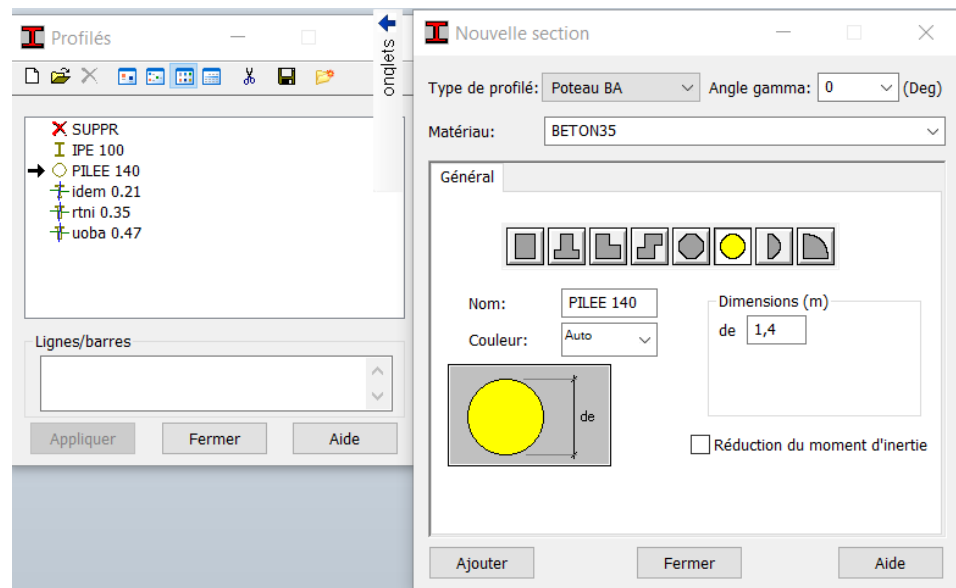 Profilés
onglets
SUPPR
IPE 100
PILEE 140
idem 0.21
rtni 0.35
uoba 0.47
Lignes/barres
Appliquer Fermer Aide
Nouvelle section
Type de profilé: Poteau BA Angle gamma: 0 (Deg)
Matériau: BETON35
Général
Nom: PILEE 140
Couleur: Auto
Dimensions (m)
de 1,4
de
Réduction du moment d'inertie
Ajouter Fermer Aide